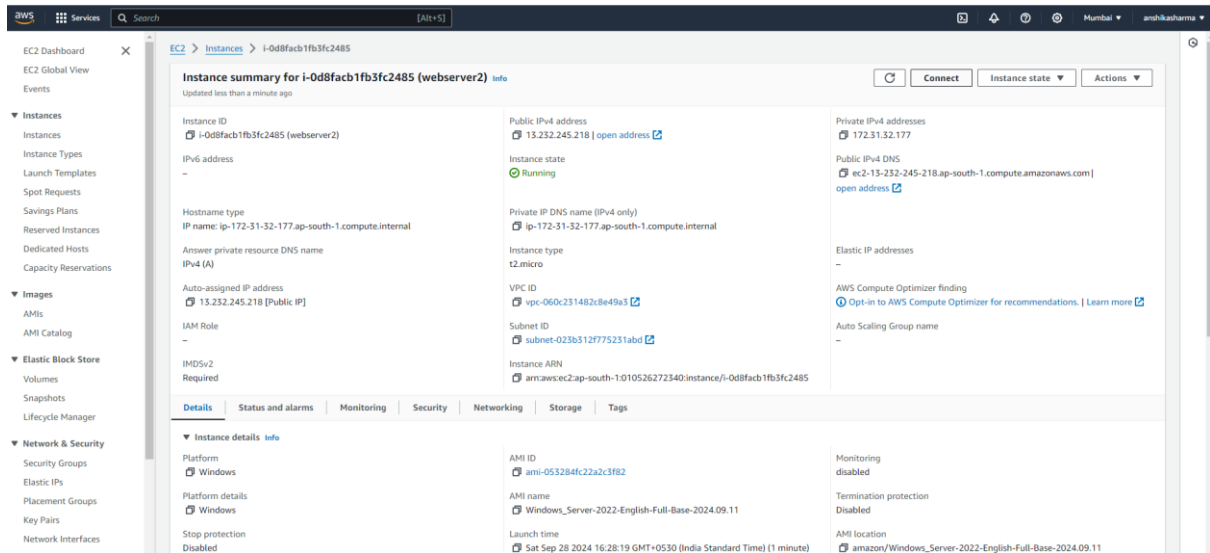 aws
Services
Search
[Alt+S]
Mumbai
anshikasharma
EC2 Dashboard
EC2 Global View
Events
Instances
Instances
Instance Types
Launch Templates
Spot Requests
Savings Plans
Reserved Instances
Dedicated Hosts
Capacity Reservations
Images
AMIs
AMI Catalog
Elastic Block Store
Volumes
Snapshots
Lifecycle Manager
Network & Security
Security Groups
Elastic IPs
Placement Groups
Key Pairs
Network Interfaces
EC2 > Instances > i-0d8facb1fb3fc2485
Instance summary for i-0d8facb1fb3fc2485 (webserver2) Info
Updated less than a minute ago
Connect
Instance state
Actions
Instance ID
i-0d8facb1fb3fc2485 (webserver2)
Public IPv4 address
13.232.245.218 | open address
Private IPv4 addresses
172.31.32.177
IPv6 address
–
Instance state
Running
Public IPv4 DNS
ec2-13-232-245-218.ap-south-1.compute.amazonaws.com |
open address
Hostname type
IP name: ip-172-31-32-177.ap-south-1.compute.internal
Private IP DNS name (IPv4 only)
ip-172-31-32-177.ap-south-1.compute.internal
Answer private resource DNS name
IPv4 (A)
Instance type
t2.micro
Elastic IP addresses
–
Auto-assigned IP address
13.232.245.218 [Public IP]
VPC ID
vpc-060c231482c8e49a3
AWS Compute Optimizer finding
Opt-in to AWS Compute Optimizer for recommendations. | Learn more
IAM Role
–
Subnet ID
subnet-023b312f775231abd
Auto Scaling Group name
–
IMDSv2
Required
Instance ARN
arn:aws:ec2:ap-south-1:010526272340:instance/i-0d8facb1fb3fc2485
Details
Status and alarms
Monitoring
Security
Networking
Storage
Tags
Instance details Info
Platform
Windows
AMI ID
ami-053284fc22a2c3f82
Monitoring
disabled
Platform details
Windows
AMI name
Windows_Server-2022-English-Full-Base-2024.09.11
Termination protection
Disabled
Stop protection
Disabled
Launch time
Sat Sep 28 2024 16:28:19 GMT+0530 (India Standard Time) (1 minute)
AMI location
amazon/Windows_Server-2022-English-Full-Base-2024.09.11